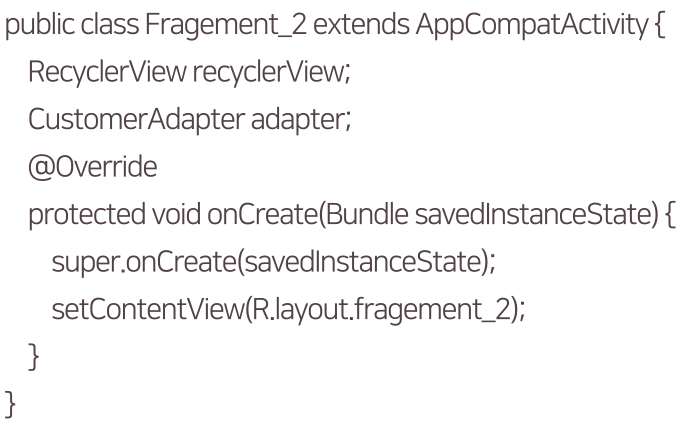 public class Fragement_2 extends AppCompatActivity {
RecyclerView recyclerView;
CustomerAdapter adapter;
@Override
protected void onCreate(Bundle savedInstanceState) {
super.onCreate(savedInstanceState);
setContentView(R.layout.fragement_2);
}
}